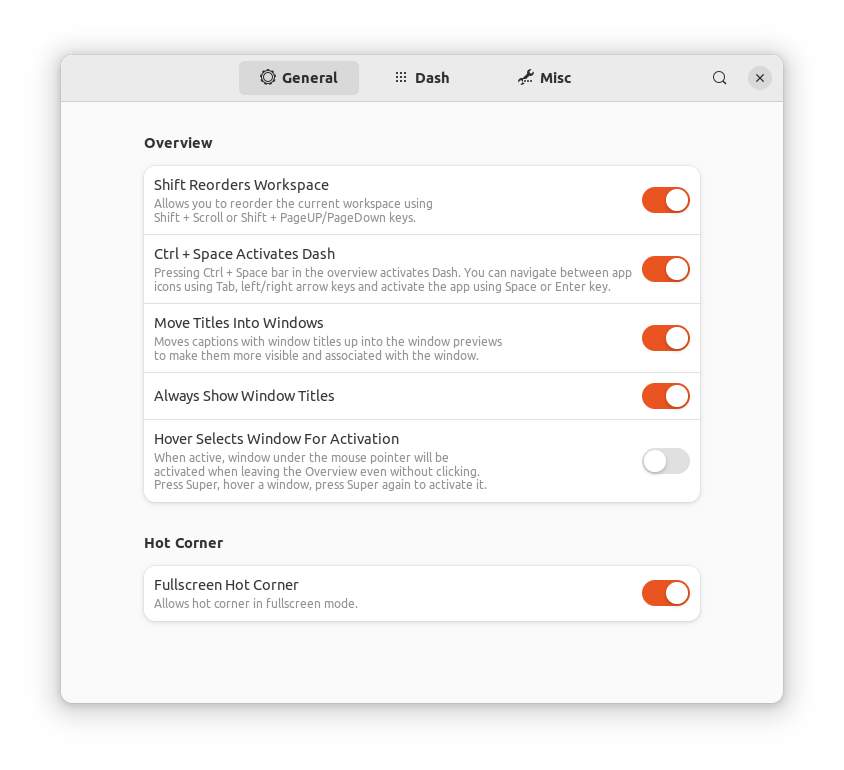 General
Dash
Misc
Overview
Shift Reorders Workspace
Allows you to reorder the current workspace using
Shift + Scroll or Shift + PageUP/PageDown keys.
Ctrl + Space Activates Dash
Pressing Ctrl + Space bar in the overview activates Dash. You can navigate between app
icons using Tab, left/right arrow keys and activate the app using Space or Enter key.
Move Titles Into Windows
Moves captions with window titles up into the window previews
to make them more visible and associated with the window.
Always Show Window Titles
Hover Selects Window For Activation
When active, window under the mouse pointer will be
activated when leaving the Overview even without clicking.
Press Super, hover a window, press Super again to activate it.
Hot Corner
Fullscreen Hot Corner
Allows hot corner in fullscreen mode.